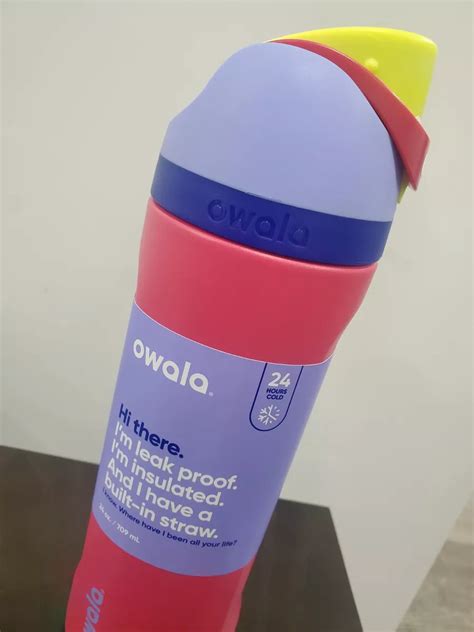 owala
owala.
24
HOURS
COLD
Hi there.
I'm leak proof.
I'm insulated.
And I have a
built-in straw.
I know. Where have I been all your life?
24 oz. / 709 mL
owala.